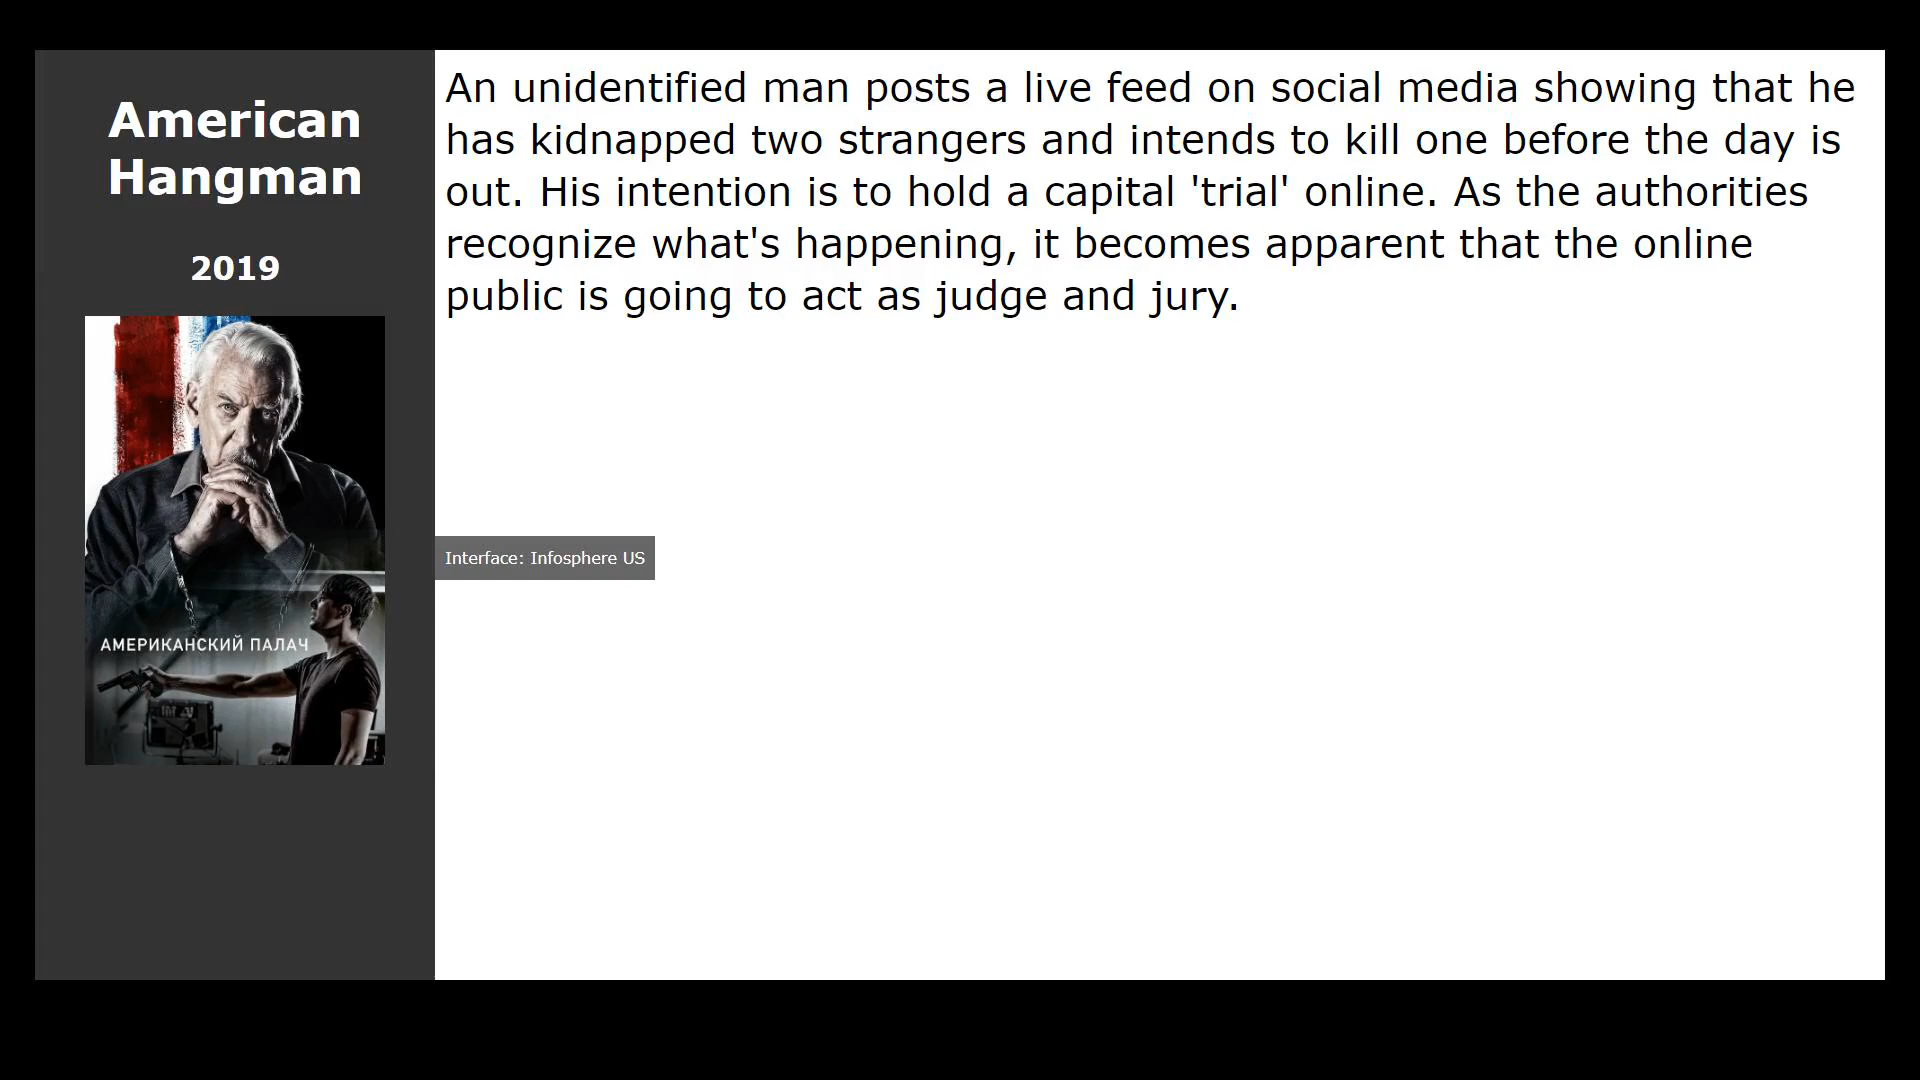 American
Hangman
2019
АМЕРИКАНСКИЙ ПАЛАЧ
An unidentified man posts a live feed on social media showing that he
has kidnapped two strangers and intends to kill one before the day is
out. His intention is to hold a capital 'trial' online. As the authorities
recognize what's happening, it becomes apparent that the online
public is going to act as judge and jury.
Interface: Infosphere US